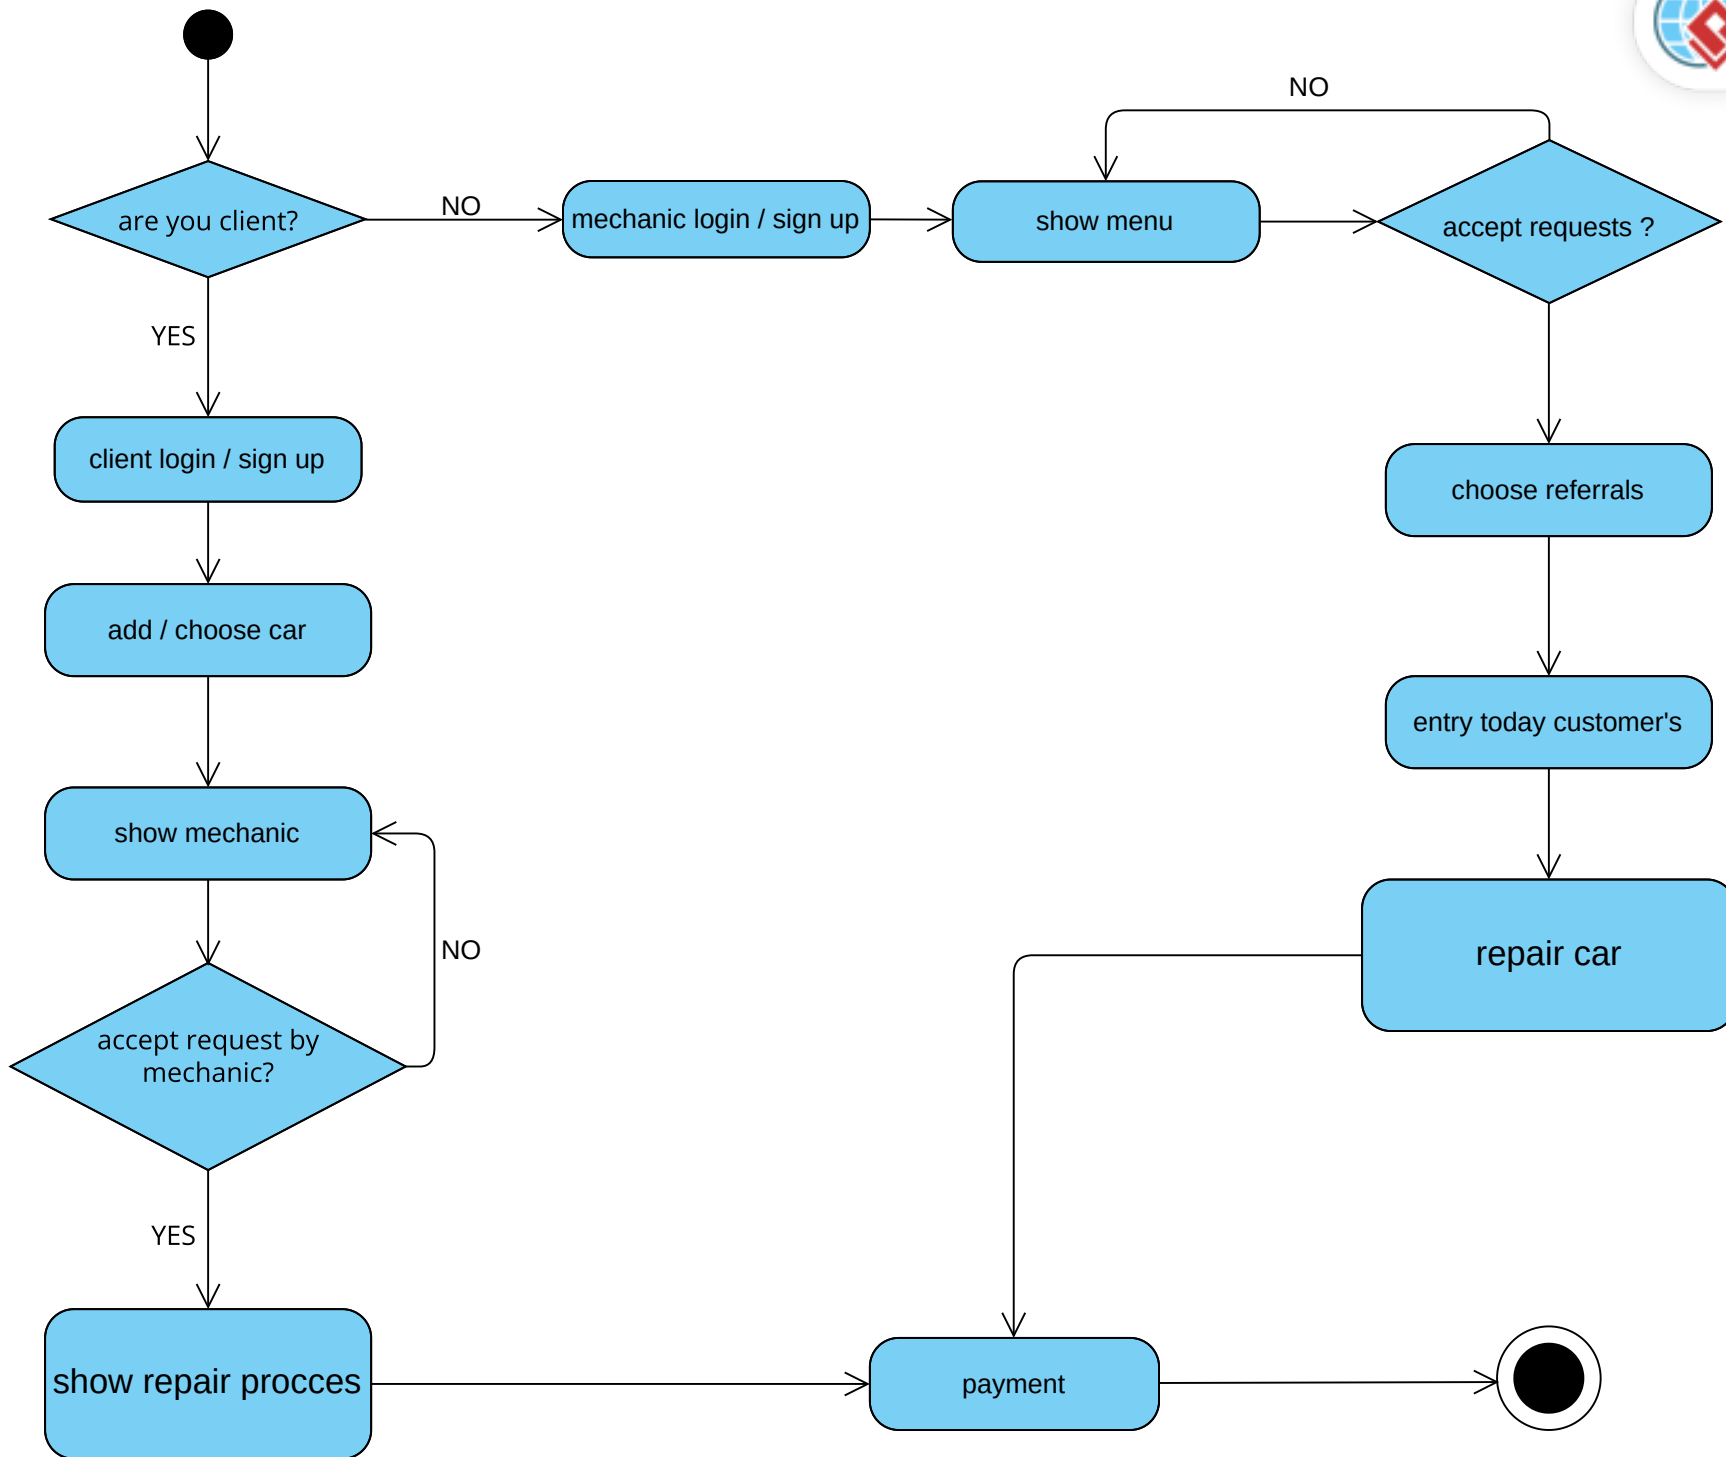 NO
are you client?
NO
mechanic login / sign up
show menu
accept requests ?
YES
client login / sign up
choose referrals
add / choose car
entry today customer's
show mechanic
NO
repair car
accept request by
mechanic?
YES
show repair procces
payment